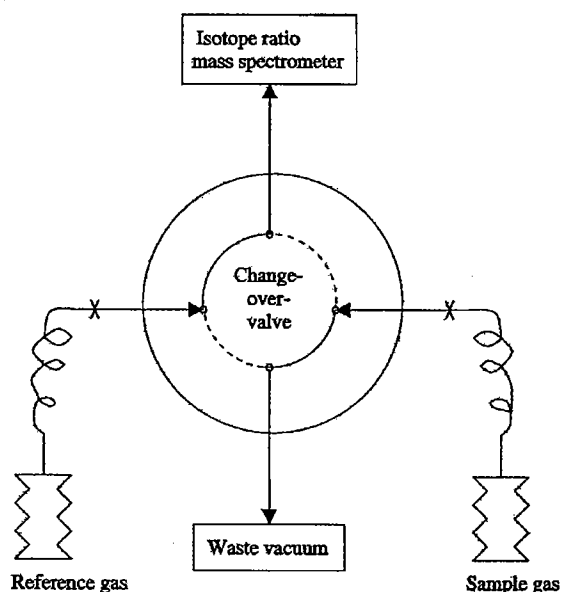 Isotope ratio
mass spectrometer
Change-
over-
valve
Waste vacuum
Reference gas
Sample gas